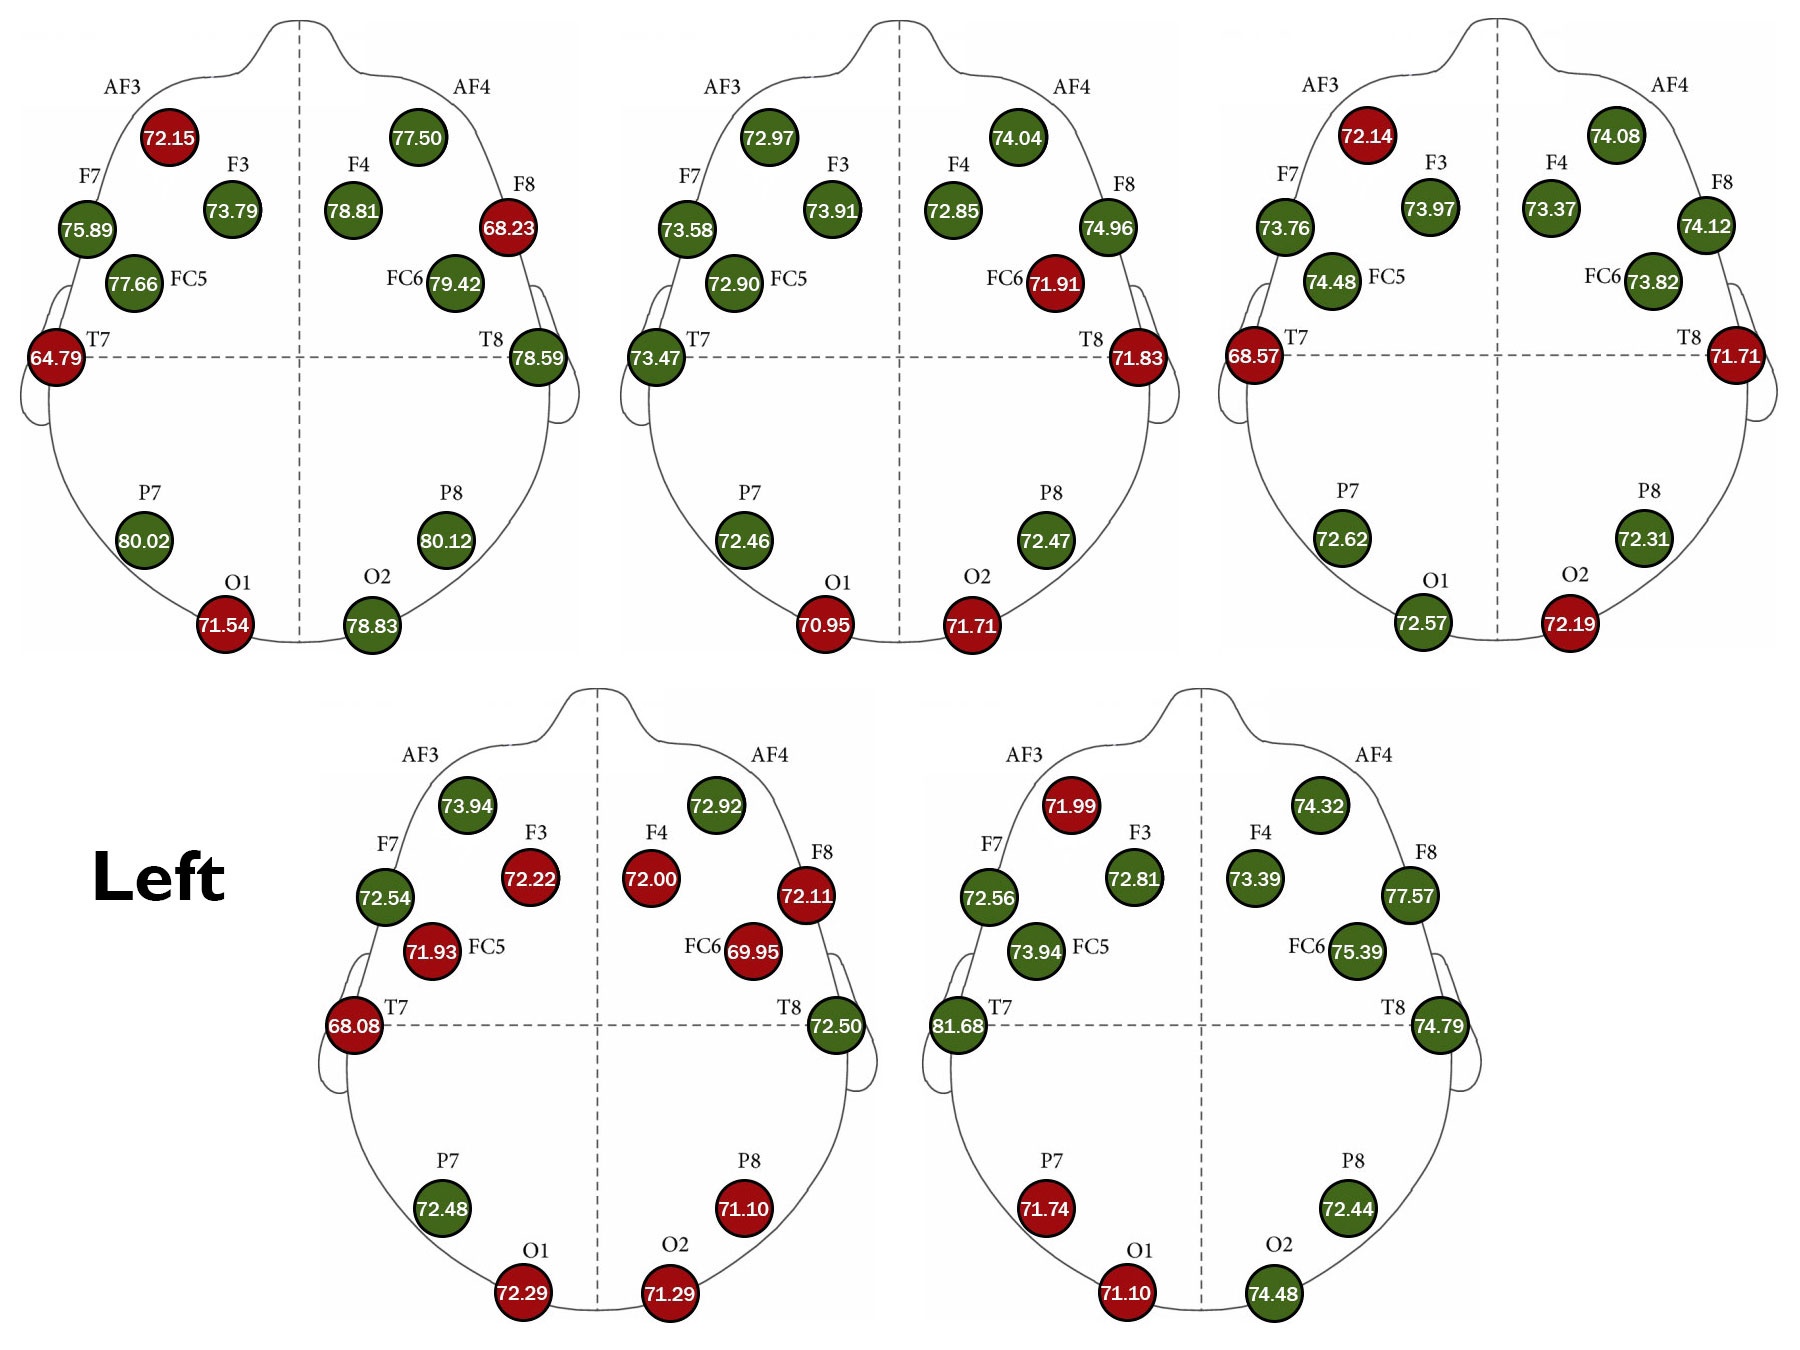 AF3 AF4
72.15 77.50
F7 F3 F4 F8
75.89 73.79 78.81 68.23
77.66 FC5 FC6 79.42
64.79 T7 T8 78.59
P7 P8
80.02 80.12
O1 O2
71.54 78.83
AF3 AF4
72.97 74.04
F7 F3 F4 F8
73.58 73.91 72.85 74.96
72.90 FC5 FC6 71.91
73.47 T7 T8 71.83
P7 P8
72.46 72.47
O1 O2
70.95 71.71
AF3 AF4
72.14 74.08
F7 F3 F4 F8
73.76 73.97 73.37 74.12
74.48 FC5 FC6 73.82
68.57 T7 T8 71.71
P7 P8
72.62 72.31
O1 O2
72.57 72.19
Left
AF3 AF4
73.94 72.92
F7 F3 F4 F8
72.54 72.22 72.00 72.11
71.93 FC5 FC6 69.95
68.08 T7 T8 72.50
P7 P8
72.48 71.10
O1 O2
72.29 71.29
AF3 AF4
71.99 74.32
F7 F3 F4 F8
72.56 72.81 73.39 77.57
73.94 FC5 FC6 75.39
81.68 T7 T8 74.79
P7 P8
71.74 72.44
O1 O2
71.10 74.48